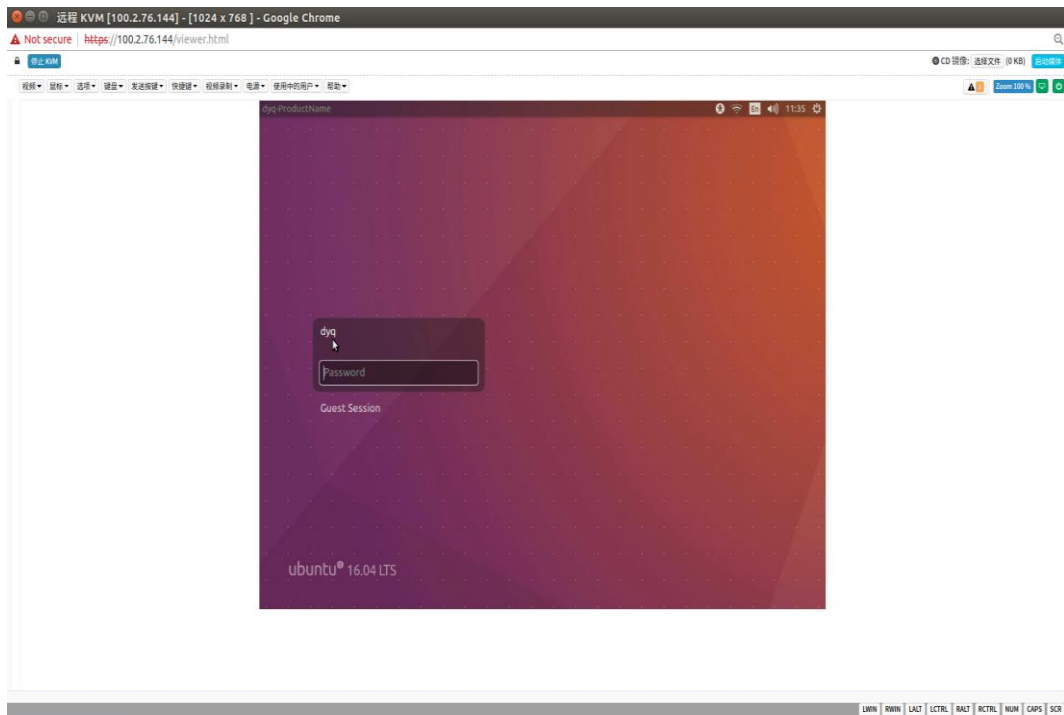 远程 KVM [100.2.76.144] - [1024 x 768 ] - Google Chrome
Not secure | https://100.2.76.144/viewer.html
停止 KVM CD 镜像: 选择文件 (0 KB) 启动媒体
视频 鼠标 选项 键盘 发送按键 快捷键 视频录制 电源 使用中的用户 帮助 Zoom 100 %
dyq-ProductName En 11:35
dyq
Password
Guest Session
ubuntu® 16.04 LTS
LWIN RWIN LALT LCTRL RALT RCTRL NUM CAPS SCR